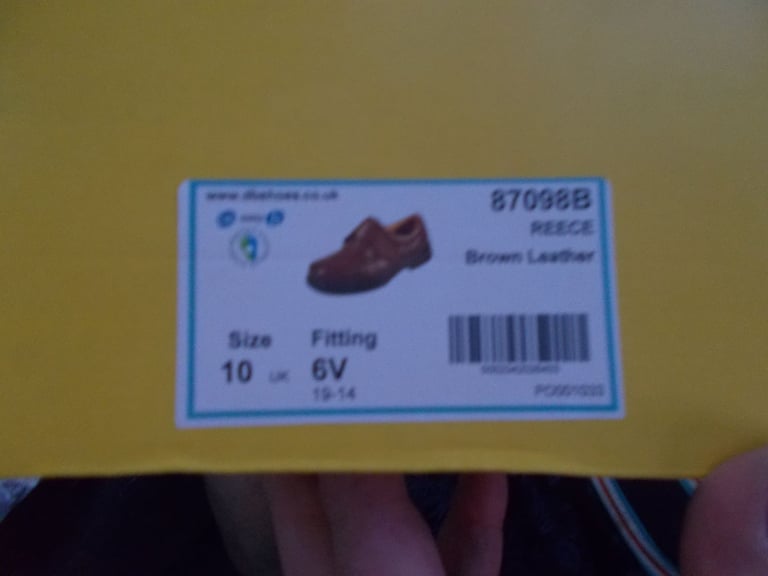 www.dbshoes.co.uk
87098B
REECE
Brown Leather
Size
Fitting
10 UK
6V
19-14